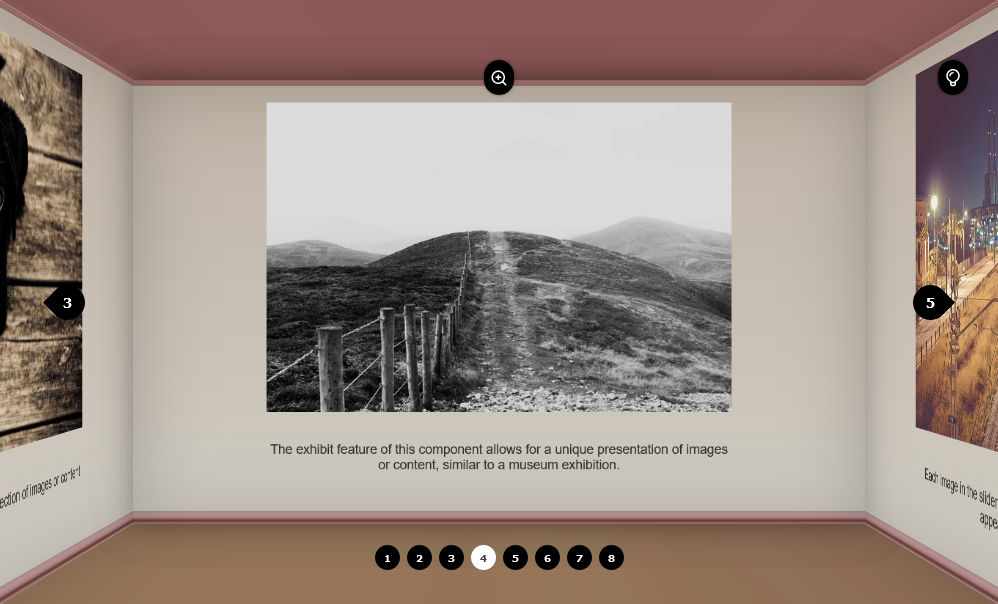 3
5
The exhibit feature of this component allows for a unique presentation of images
or content, similar to a museum exhibition.
ection of images or content
Each image in the slider
appe
1 2 3 4 5 6 7 8